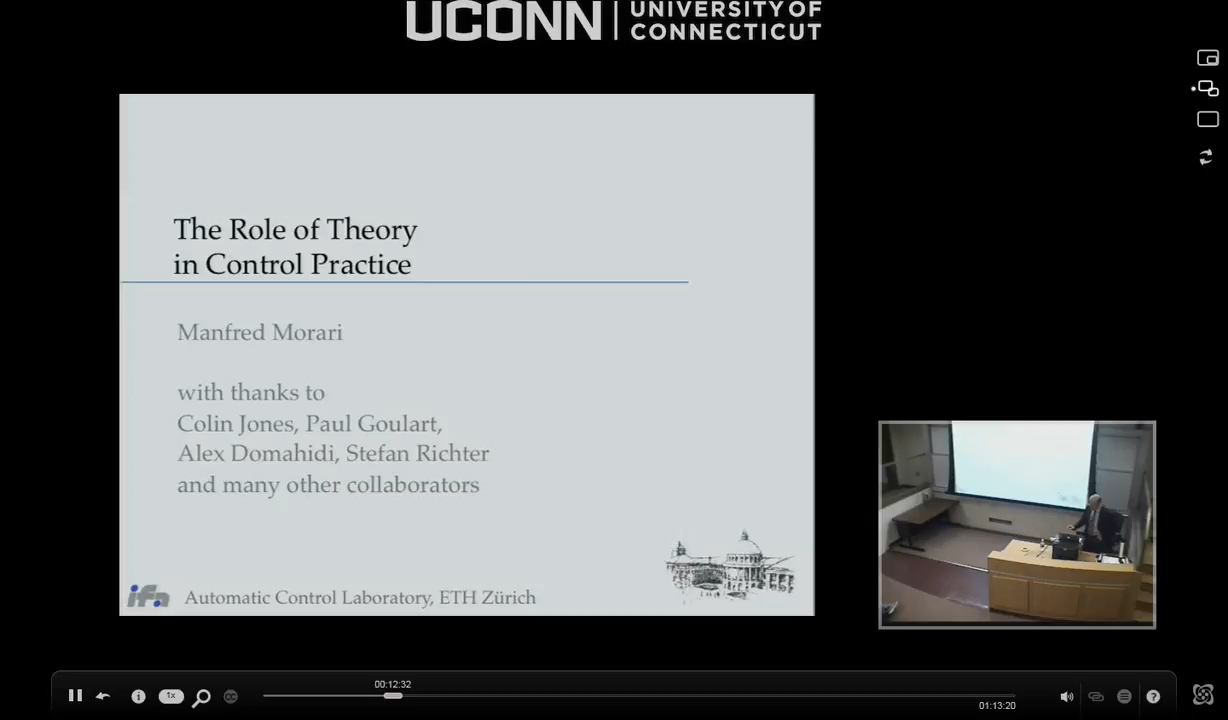 UCONN
UNIVERSITY OF
CONNECTICUT
The Role of Theory
in Control Practice
Manfred Morari
with thanks to
Colin Jones, Paul Goulart,
Alex Domahidi, Stefan Richter
and many other collaborators
ifa
Automatic Control Laboratory, ETH Zürich
00:12:32
1x
CC
01:13:20